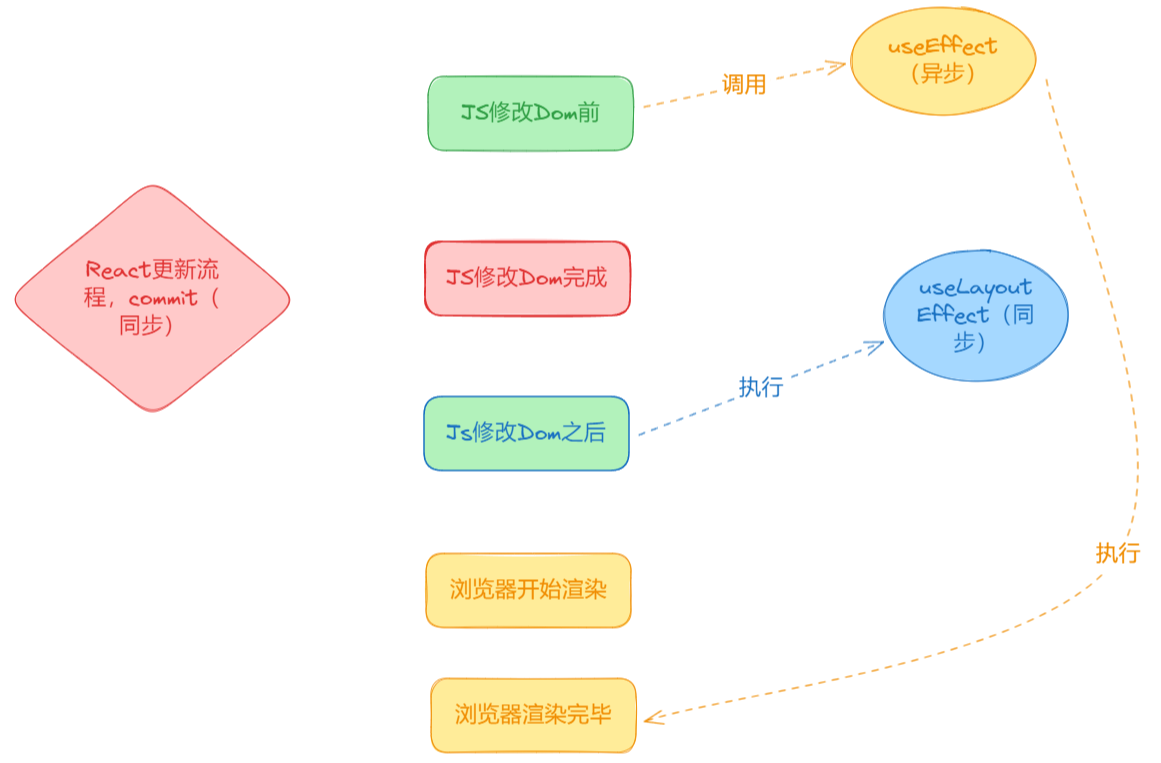 useEffect
（异步）
调用
JS修改Dom前
React更新流
程，commit（
同步）
JS修改Dom完成
useLayout
Effect（同
步）
执行
Js修改Dom之后
执行
浏览器开始渲染
浏览器渲染完毕